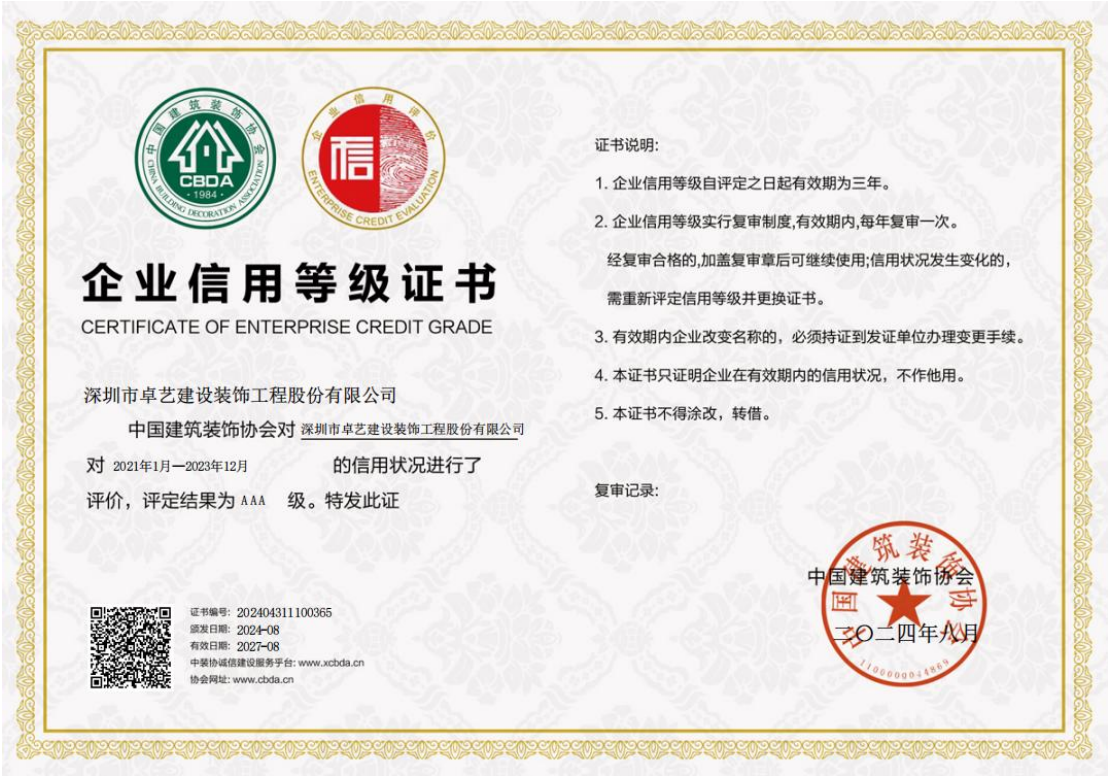 中国建筑装饰协会
CBDA
·1984·
CHINA BUILDING DECORATION ASSOCIATION
企业信用评价
信
ENTERPRISE CREDIT EVALUATION
企业信用等级证书
CERTIFICATE OF ENTERPRISE CREDIT GRADE
深圳市卓艺建设装饰工程股份有限公司
中国建筑装饰协会对 深圳市卓艺建设装饰工程股份有限公司
对 2021年1月—2023年12月 的信用状况进行了
评价，评定结果为 AAA 级。特发此证
证书编号: 202404311100365
颁发日期: 2024-08
有效日期: 2027-08
中装协诚信建设服务平台: www.xcbda.cn
协会网址: www.cbda.cn
证书说明:
1. 企业信用等级自评定之日起有效期为三年。
2. 企业信用等级实行复审制度,有效期内,每年复审一次。
经复审合格的,加盖复审章后可继续使用;信用状况发生变化的,
需重新评定信用等级并更换证书。
3. 有效期内企业改变名称的，必须持证到发证单位办理变更手续。
4. 本证书只证明企业在有效期内的信用状况，不作他用。
5. 本证书不得涂改，转借。
复审记录:
中国建筑装饰协会
二〇二四年八月
中国建筑装饰协会
1100000044869